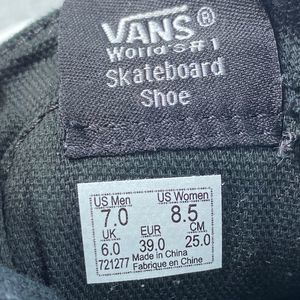 VANS®
World's #1
Skateboard
Shoe
US Men US Women
7.0 8.5
UK EUR CM.
6.0 39.0 25.0
721277 Made in China
Fabrique en Chine